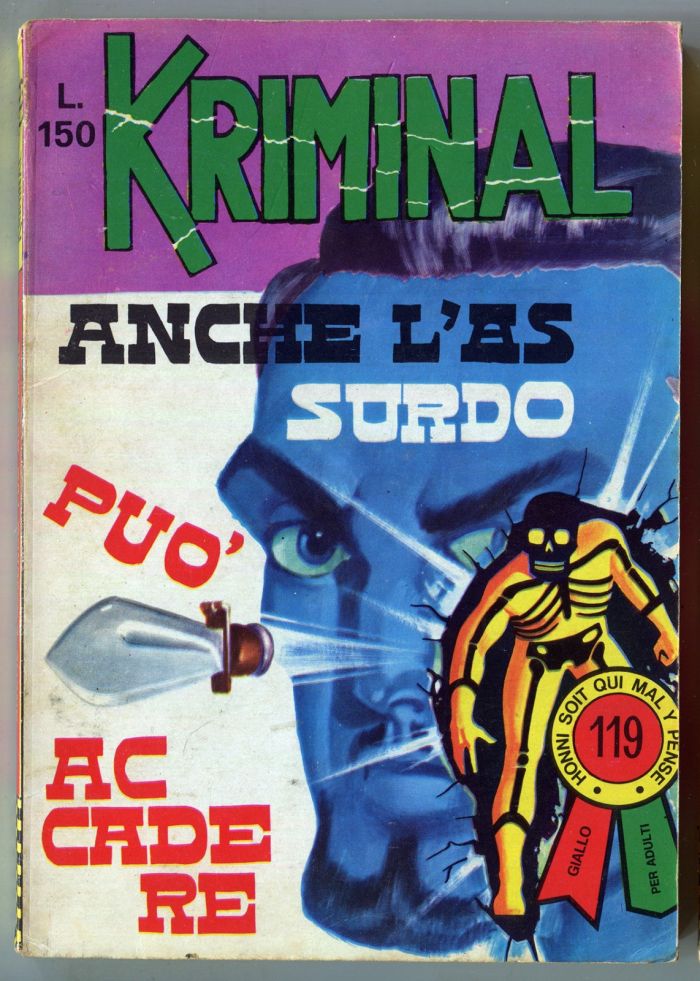 L.
150
KRIMINAL
ANCHE L'AS
SURDO
PUO'
AC
CADE
RE
HONNI SOIT QUI MAL Y PENSE
119
GIALLO
PER ADULTI